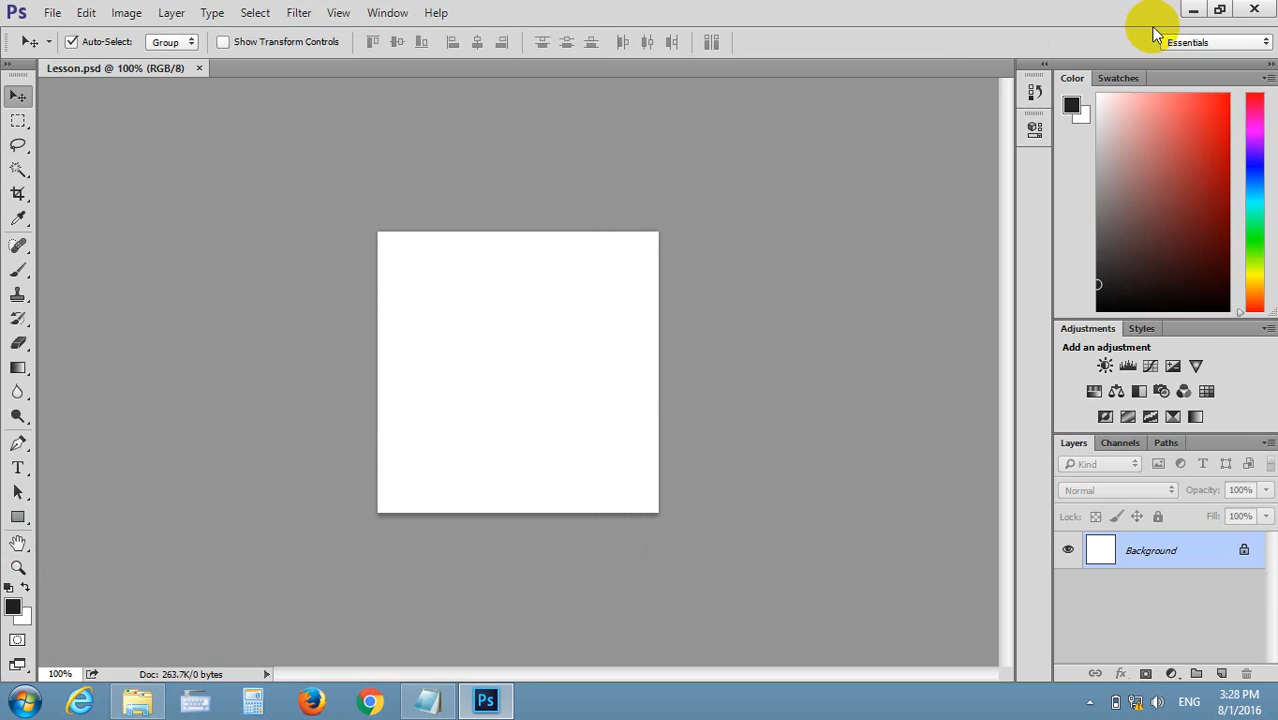 Ps File Edit Image Layer Type Select Filter View Window Help
Auto-Select: Group Show Transform Controls Essentials
Lesson.psd @ 100% (RGB/8) ×
Color Swatches
Adjustments Styles
Add an adjustment
Layers Channels Paths
Kind
Normal Opacity: 100%
Lock: Fill: 100%
Background
T
100% Doc: 263.7K/0 bytes
Ps ENG 3:28 PM
8/1/2016